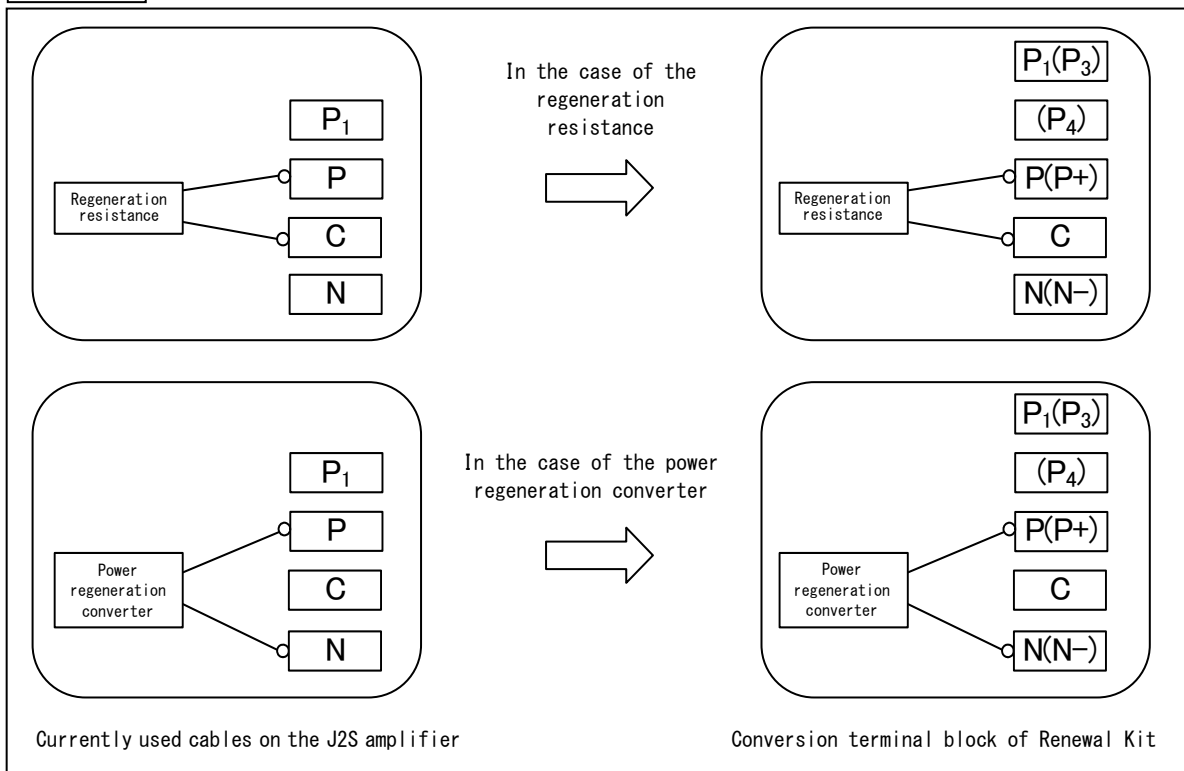 P₁
P
C
N
Regeneration
resistance
In the case of the
regeneration
resistance
P₁(P₃)
(P₄)
P(P+)
C
N(N−)
Regeneration
resistance
P₁
P
C
N
Power
regeneration
converter
In the case of the power
regeneration converter
P₁(P₃)
(P₄)
P(P+)
C
N(N−)
Power
regeneration
converter
Currently used cables on the J2S amplifier
Conversion terminal block of Renewal Kit